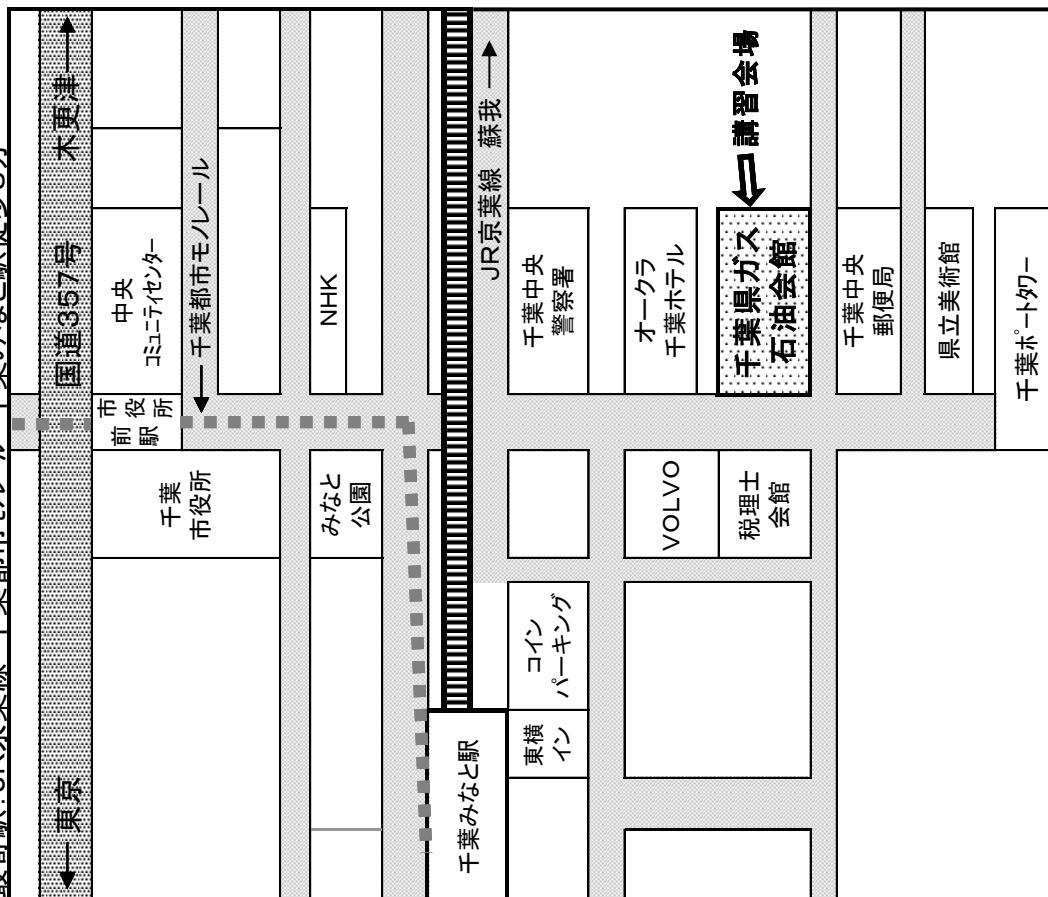 ←東京
国道357号
木更津→
千葉
市役所
市役所
前駅
中央
コミュニティセンター
←千葉都市モノレール
みなと
公園
NHK
千葉みなと駅
JR京葉線 蘇我→
東横
イン
コイン
パーキング
千葉中央
警察署
VOLVO
オークラ
千葉ホテル
税理士
会館
千葉県ガス
石油会館
講習会場
千葉中央
郵便局
県立美術館
千葉ポートタワー